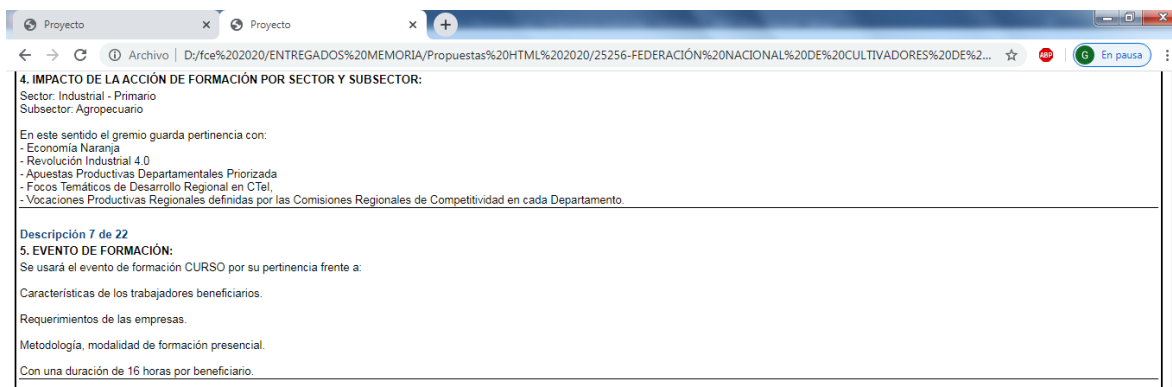 Proyecto
Proyecto
Archivo D:/fce%202020/ENTREGADOS%20MEMORIA/Propuestas%20HTML%202020/25256-FEDERACIÓN%20NACIONAL%20DE%20CULTIVADORES%20DE%2...
ABP
G En pausa
4. IMPACTO DE LA ACCIÓN DE FORMACIÓN POR SECTOR Y SUBSECTOR:
Sector: Industrial - Primario
Subsector: Agropecuario
En este sentido el gremio guarda pertinencia con:
- Economía Naranja
- Revolución Industrial 4.0
- Apuestas Productivas Departamentales Priorizada
- Focos Temáticos de Desarrollo Regional en CTeI,
- Vocaciones Productivas Regionales definidas por las Comisiones Regionales de Competitividad en cada Departamento.
Descripción 7 de 22
5. EVENTO DE FORMACIÓN:
Se usará el evento de formación CURSO por su pertinencia frente a:
Características de los trabajadores beneficiarios.
Requerimientos de las empresas.
Metodología, modalidad de formación presencial.
Con una duración de 16 horas por beneficiario.